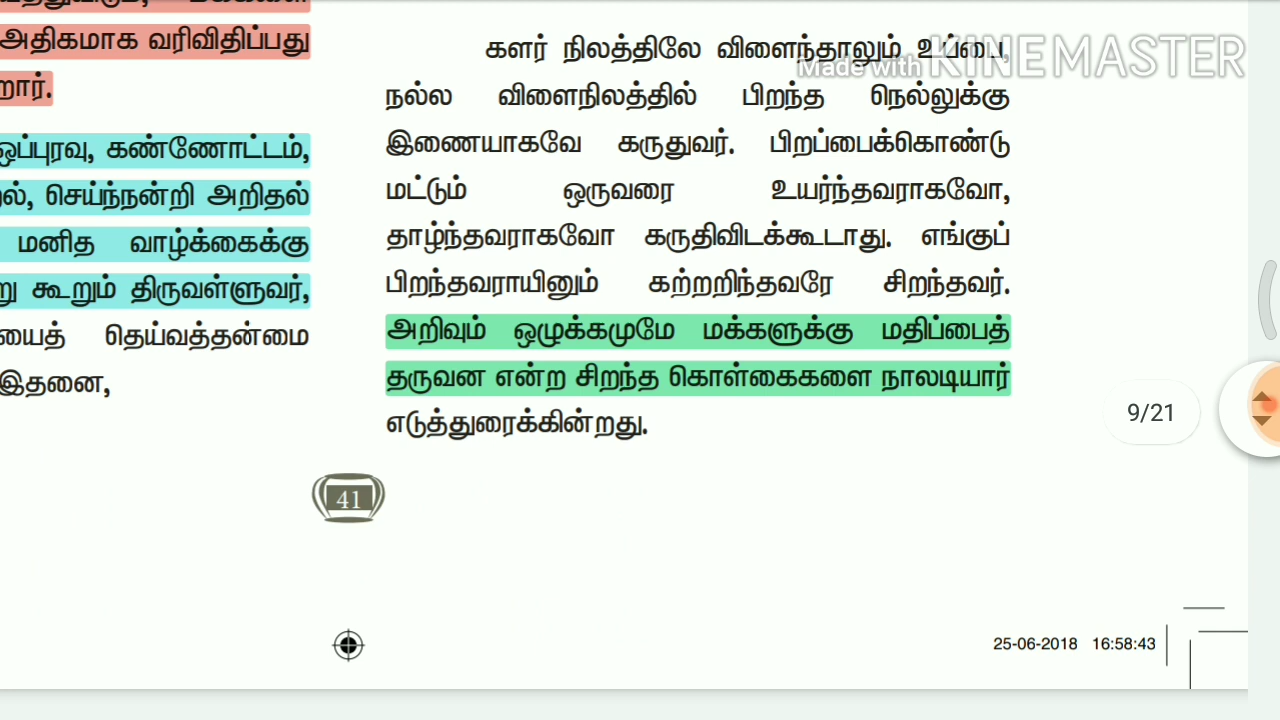 அதிகமாக வரிவிதிப்பது
றார்.
ஒப்புரவு, கண்ணோட்டம்,
றல், செய்ந்நன்றி அறிதல்
மனித வாழ்க்கைக்கு
று கூறும் திருவள்ளுவர்,
யைத் தெய்வத்தன்மை
இதனை,
களர் நிலத்திலே விளைந்தாலும் உப்பை,
நல்ல விளைநிலத்தில் பிறந்த நெல்லுக்கு
இணையாகவே கருதுவர். பிறப்பைக்கொண்டு
மட்டும் ஒருவரை உயர்ந்தவராகவோ,
தாழ்ந்தவராகவோ கருதிவிடக்கூடாது. எங்குப்
பிறந்தவராயினும் கற்றறிந்தவரே சிறந்தவர்.
அறிவும் ஒழுக்கமுமே மக்களுக்கு மதிப்பைத்
தருவன என்ற சிறந்த கொள்கைகளை நாலடியார்
எடுத்துரைக்கின்றது.
Made with KINEMASTER
9/21
41
25-06-2018 16:58:43